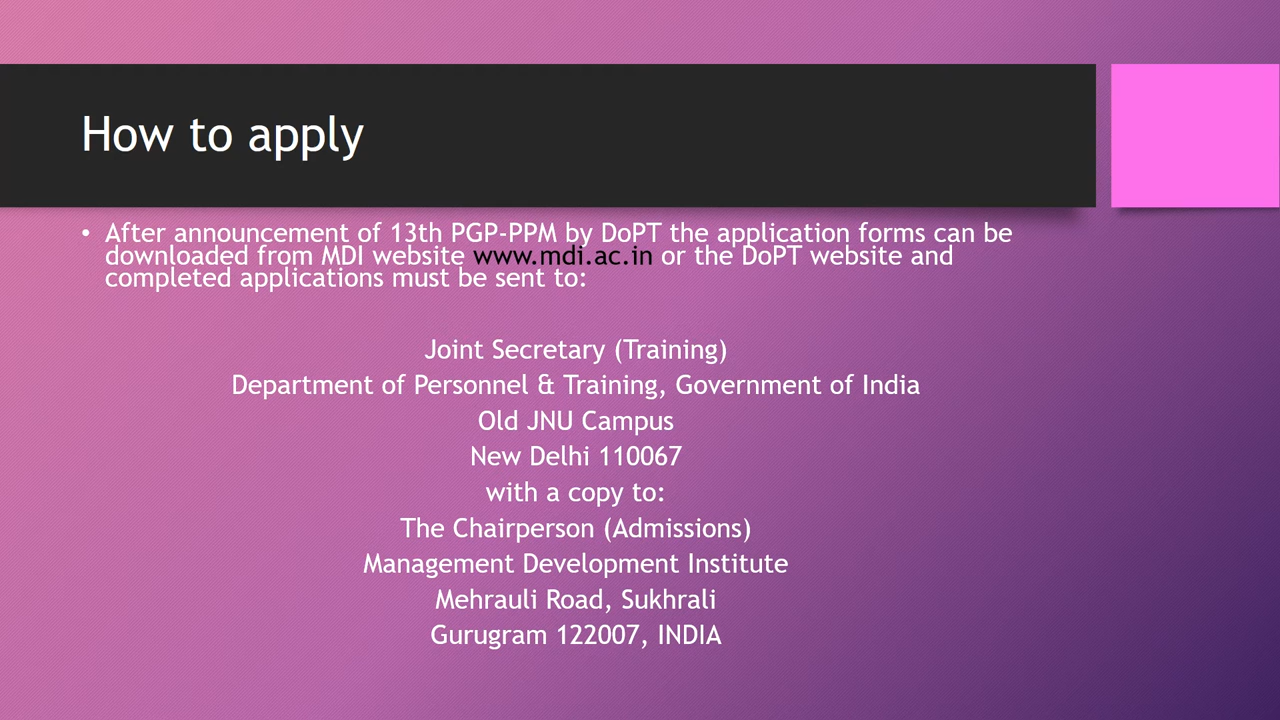 How to apply
• After announcement of 13th PGP-PPM by DoPT the application forms can be
downloaded from MDI website www.mdi.ac.in or the DoPT website and
completed applications must be sent to:
Joint Secretary (Training)
Department of Personnel & Training, Government of India
Old JNU Campus
New Delhi 110067
with a copy to:
The Chairperson (Admissions)
Management Development Institute
Mehrauli Road, Sukhrali
Gurugram 122007, INDIA